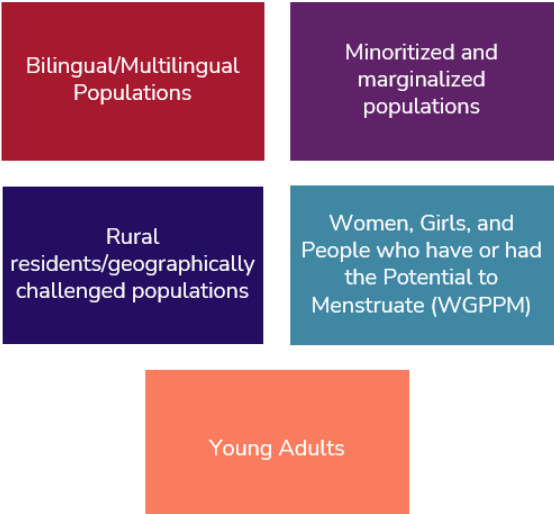 Bilingual/Multilingual
Populations
Minoritized and
marginalized
populations
Rural
residents/geographically
challenged populations
Women, Girls, and
People who have or had
the Potential to
Menstruate (WGPPM)
Young Adults